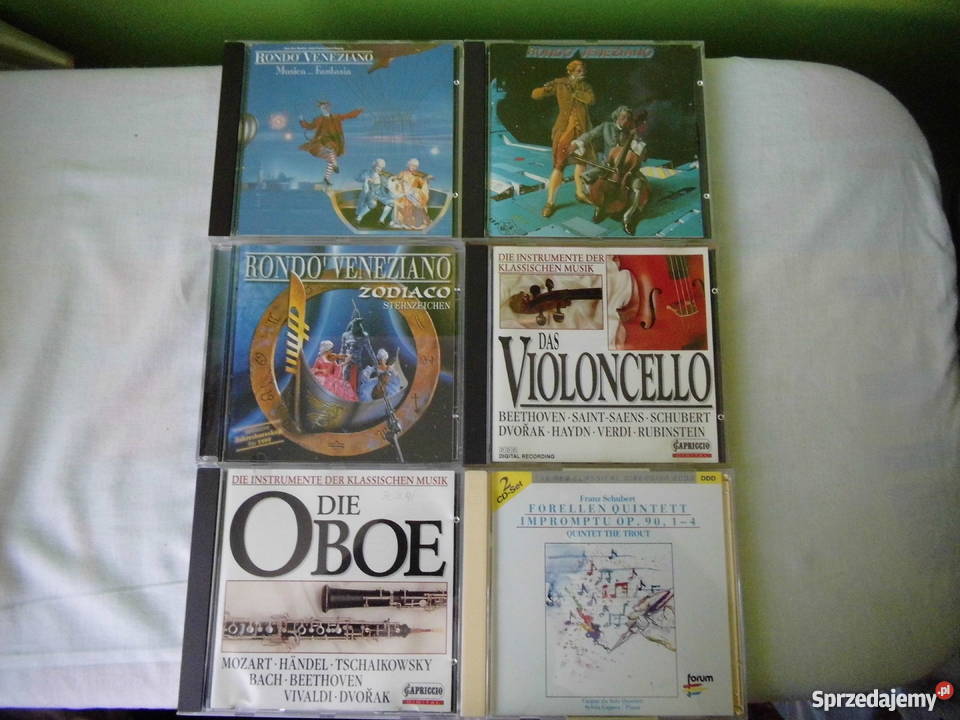 RONDO' VENEZIANO
Musica ... Fantasia
RONDO' VENEZIANO
RONDO' VENEZIANO
ZODIACO
STERNZEICHEN
DIE INSTRUMENTE DER
KLASSISCHEN MUSIK
DAS
VIOLONCELLO
BEETHOVEN · SAINT-SAENS · SCHUBERT
DVOŘAK · HAYDN · VERDI · RUBINSTEIN
DIGITAL RECORDING
CAPRICCIO
DIGITAL
DIE INSTRUMENTE DER KLASSISCHEN MUSIK
DIE
OBOE
MOZART · HÄNDEL · TSCHAIKOWSKY
BACH · BEETHOVEN
VIVALDI · DVOŘAK
CAPRICCIO
DIGITAL
2
CD-Set
DDD
Franz Schubert
FORELLEN QUINTETT
IMPROMPTU OP. 90, 1–4
QUINTET THE TROUT
forum
Sprzedajemy.pl